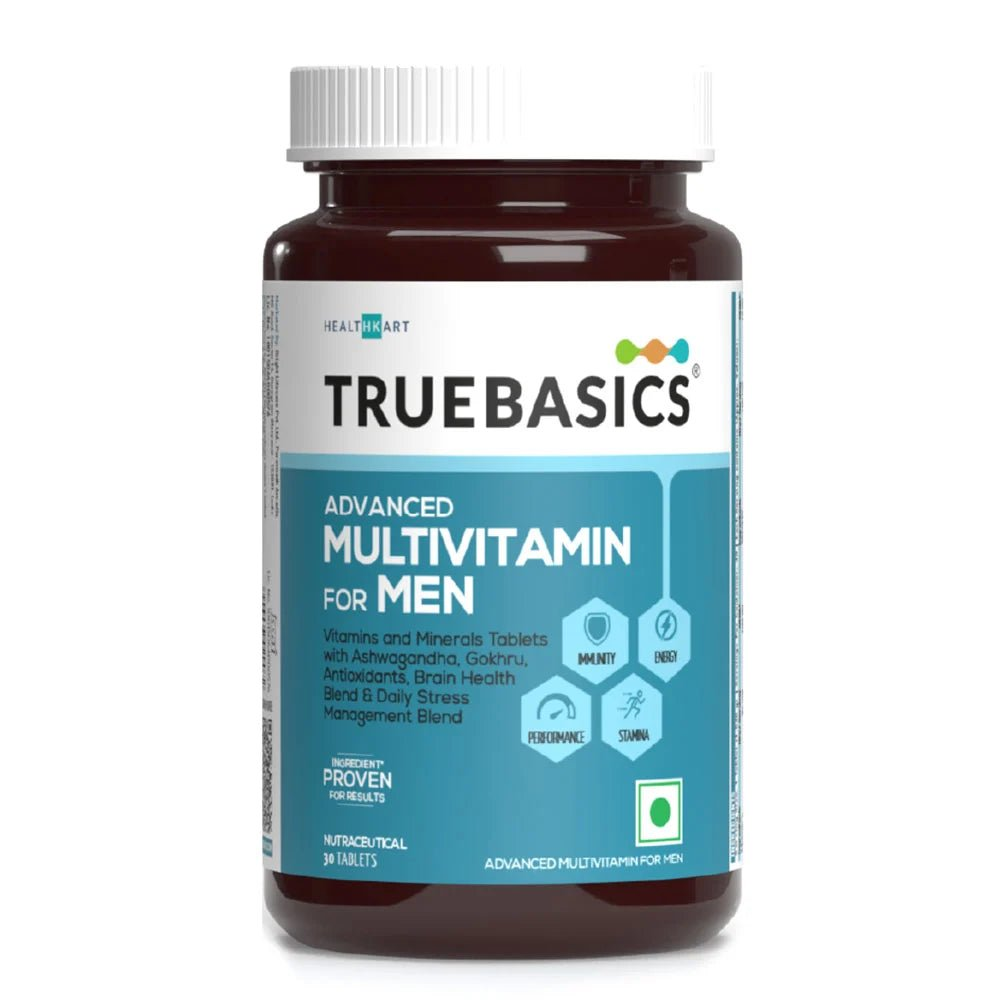 HEALTHKART
TRUEBASICS®
ADVANCED
MULTIVITAMIN
FOR MEN
Vitamins and Minerals Tablets
with Ashwagandha, Gokhru,
Antioxidants, Brain Health
Blend & Daily Stress
Management Blend
IMMUNITY
ENERGY
PERFORMANCE
STAMINA
INGREDIENT*
PROVEN
FOR RESULTS
NUTRACEUTICAL
30 TABLETS
ADVANCED MULTIVITAMIN FOR MEN